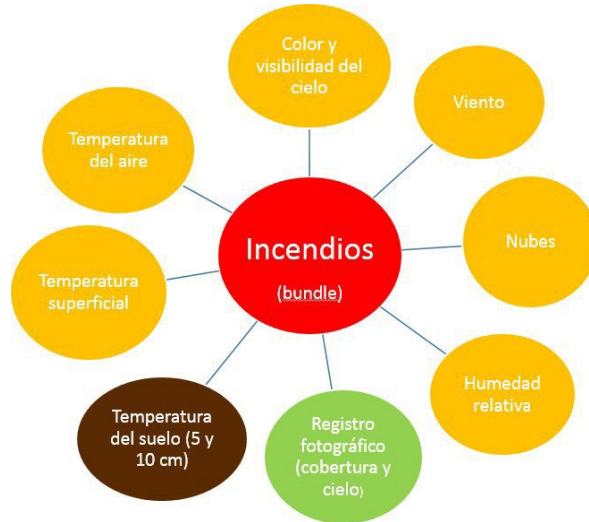 Color y
visibilidad del
cielo
Viento
Temperatura
del aire
Incendios
(bundle)
Nubes
Temperatura
superficial
Humedad
relativa
Temperatura
del suelo (5 y
10 cm)
Registro
fotográfico
(cobertura y
cielo)